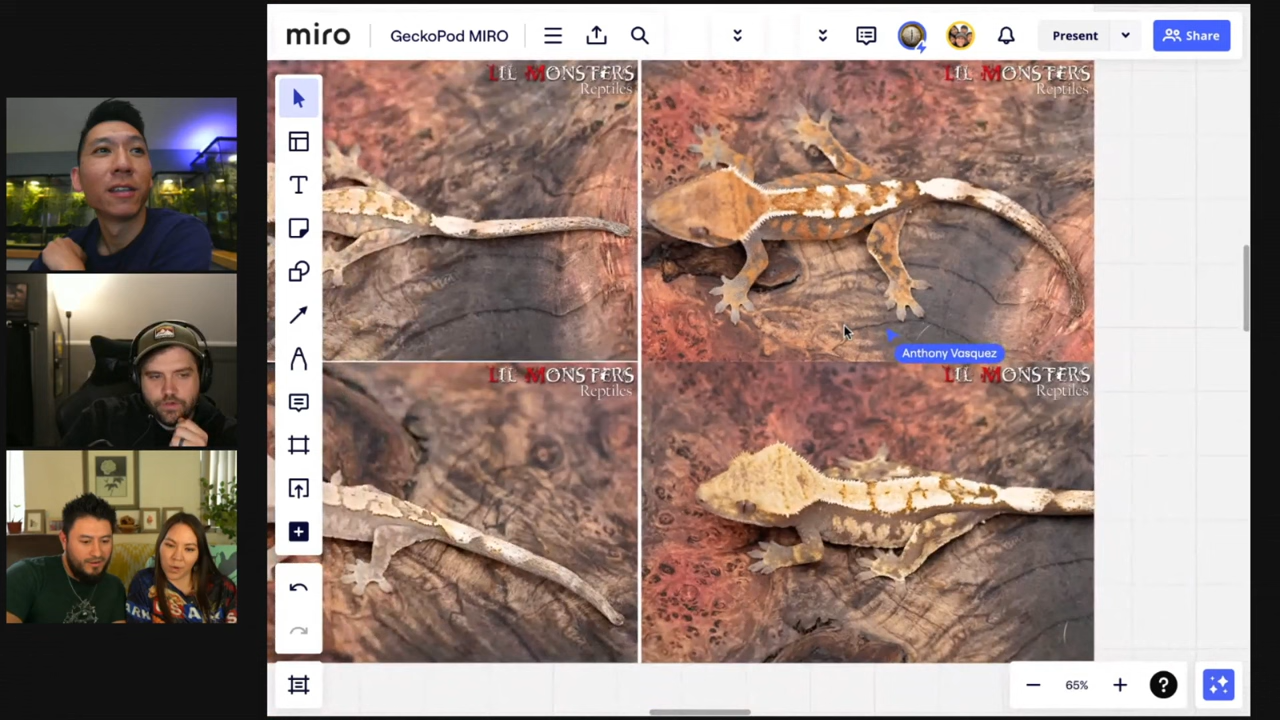 miro
GeckoPod MIRO
Present
Share
LIL MONSTERS
Reptiles
LIL MONSTERS
Reptiles
Anthony Vasquez
LIL MONSTERS
Reptiles
LIL MONSTERS
Reptiles
65%